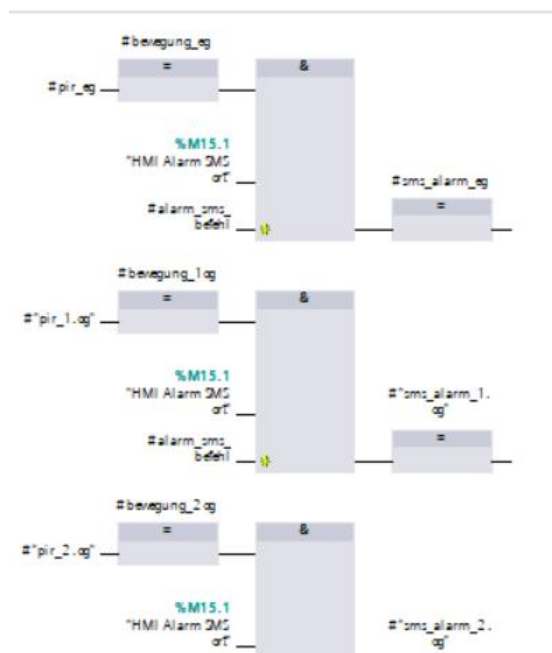 #bewegung_eg
=
&
#pir_eg
%M15.1
"HMI Alarm SMS
ort"
#alarm_sms_
befehl
#sms_alarm_eg
=
#bewegung_1og
=
&
#"pir_1.og"
%M15.1
"HMI Alarm SMS
ort"
#"sms_alarm_1.
og"
#alarm_sms_
befehl
=
#bewegung_2og
=
&
#"pir_2.og"
%M15.1
"HMI Alarm SMS
ort"
#"sms_alarm_2.
og"